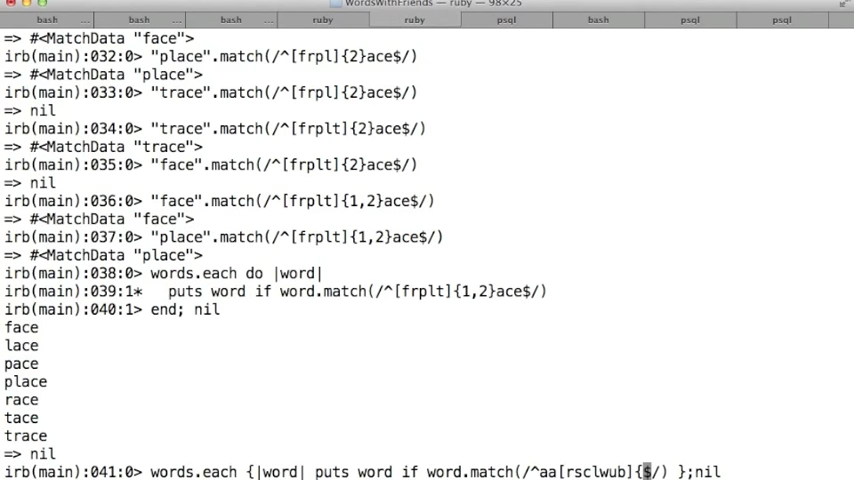 WordsWithFriends — ruby — 98×25
bash ... bash ... bash ... ruby ruby psql bash psql psql
=> #<MatchData "face">
irb(main):032:0> "place".match(/^[frpl]{2}ace$/)
=> #<MatchData "place">
irb(main):033:0> "trace".match(/^[frpl]{2}ace$/)
=> nil
irb(main):034:0> "trace".match(/^[frplt]{2}ace$/)
=> #<MatchData "trace">
irb(main):035:0> "face".match(/^[frplt]{2}ace$/)
=> nil
irb(main):036:0> "face".match(/^[frplt]{1,2}ace$/)
=> #<MatchData "face">
irb(main):037:0> "place".match(/^[frplt]{1,2}ace$/)
=> #<MatchData "place">
irb(main):038:0> words.each do |word|
irb(main):039:1*   puts word if word.match(/^[frplt]{1,2}ace$/)
irb(main):040:1> end; nil
face
lace
pace
place
race
tace
trace
=> nil
irb(main):041:0> words.each {|word| puts word if word.match(/^aa[rsclwub]{$/) };nil